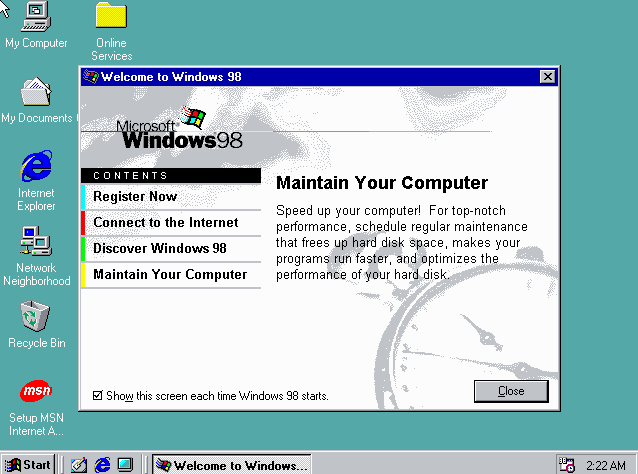 My Computer
Online
Services
My Documents
Internet
Explorer
Network
Neighborhood
Recycle Bin
msn
Setup MSN
Internet A...
Welcome to Windows 98
Microsoft
Windows98
CONTENTS
Register Now
Connect to the Internet
Discover Windows 98
Maintain Your Computer
Maintain Your Computer
Speed up your computer! For top-notch
performance, schedule regular maintenance
that frees up hard disk space, makes your
programs run faster, and optimizes the
performance of your hard disk.
Show this screen each time Windows 98 starts.
Close
Start
Welcome to Windows...
2:22 AM